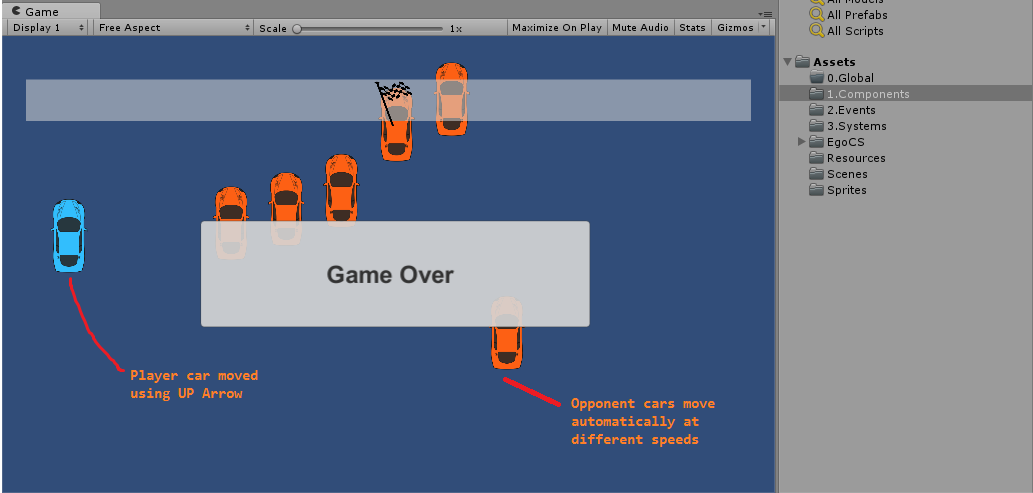 Game
Display 1
Free Aspect
Scale
1x
Maximize On Play
Mute Audio
Stats
Gizmos
Game Over
Player car moved
using UP Arrow
Opponent cars move
automatically at
different speeds
All Models
All Prefabs
All Scripts
Assets
0.Global
1.Components
2.Events
3.Systems
EgoCS
Resources
Scenes
Sprites